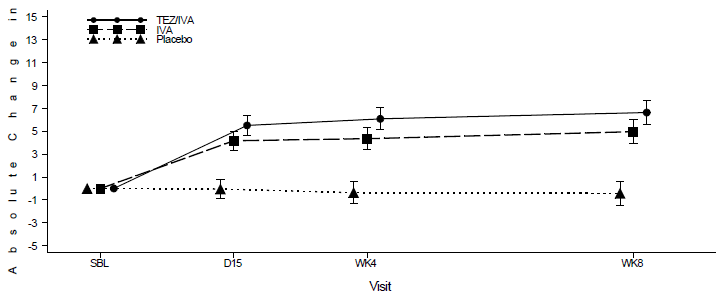 Absolute Change in
15
13
11
9
7
5
3
1
-1
-3
-5
TEZ/IVA
IVA
Placebo
SBL D15 WK4 WK8
Visit